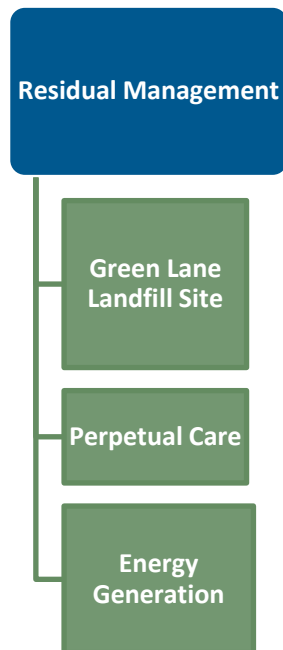 Residual Management
Green Lane
Landfill Site
Perpetual Care
Energy
Generation